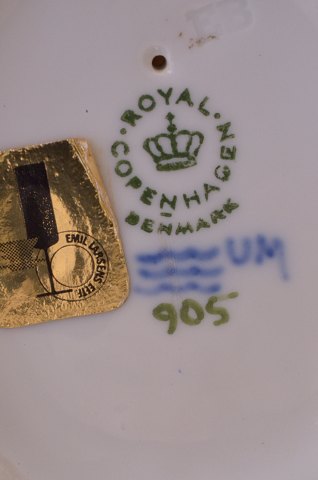 ROYAL
COPENHAGEN
DENMARK
UM
905
EMIL LARSENS EFTF